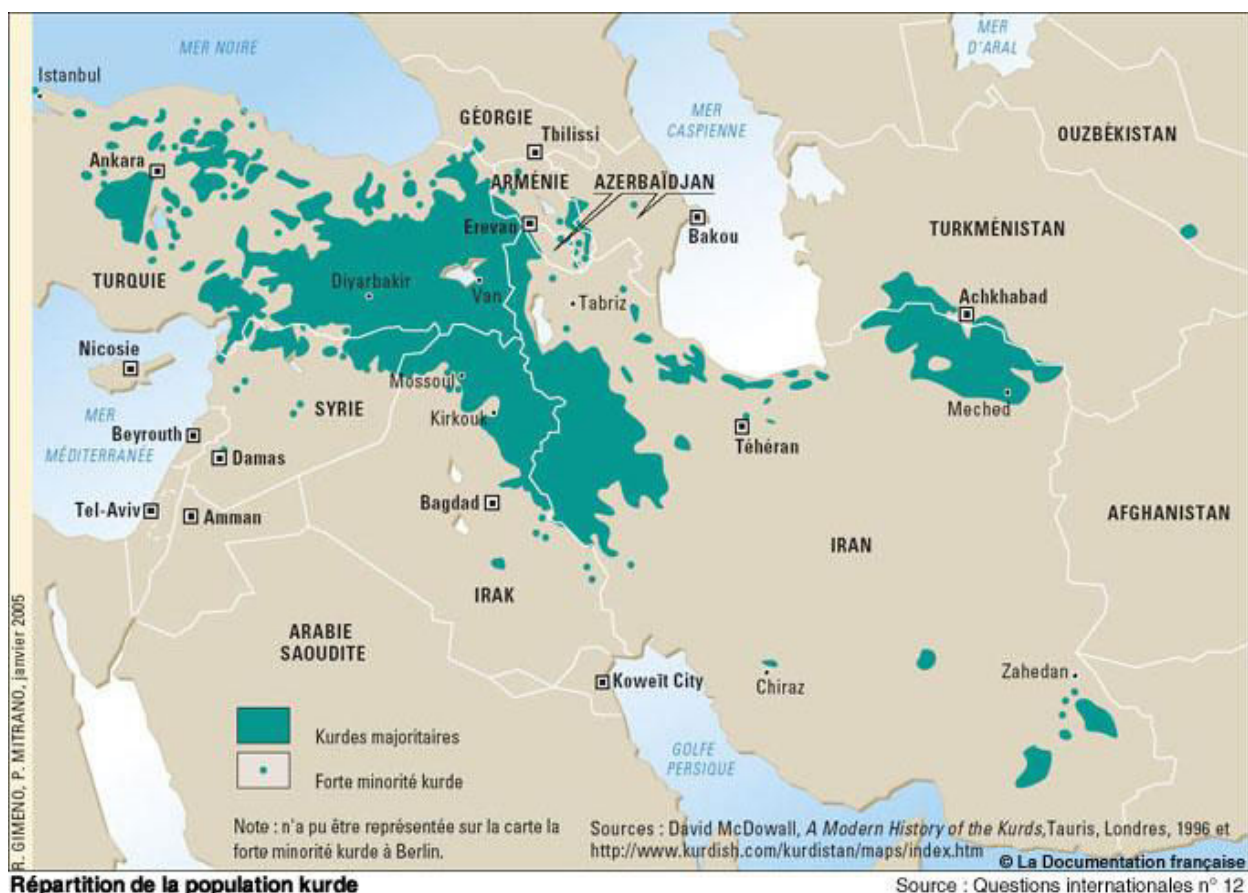 MER NOIRE
MER
D'ARAL
Istanbul
GÉORGIE
Tbilissi
MER
CASPIENNE
OUZBÉKISTAN
Ankara
ARMÉNIE
AZERBAÏDJAN
Erevan
Bakou
TURKMÉNISTAN
TURQUIE
Diyarbakir
Van
Tabriz
Achkhabad
Nicosie
Mossoul
Meched
MER
MÉDITERRANÉE
SYRIE
Kirkouk
Beyrouth
Téhéran
Damas
Tel-Aviv
Amman
Bagdad
AFGHANISTAN
IRAN
IRAK
ARABIE
SAOUDITE
Koweït City
Chiraz
Zahedan
GOLFE
PERSIQUE
Kurdes majoritaires
Forte minorité kurde
Note : n'a pu être représentée sur la carte la
forte minorité kurde à Berlin.
Sources : David McDowall, A Modern History of the Kurds,Tauris, Londres, 1996 et
http://www.kurdish.com/kurdistan/maps/index.htm
© La Documentation française
R. GIMENO, P. MITRANO, janvier 2005
Répartition de la population kurde
Source : Questions internationales n° 12